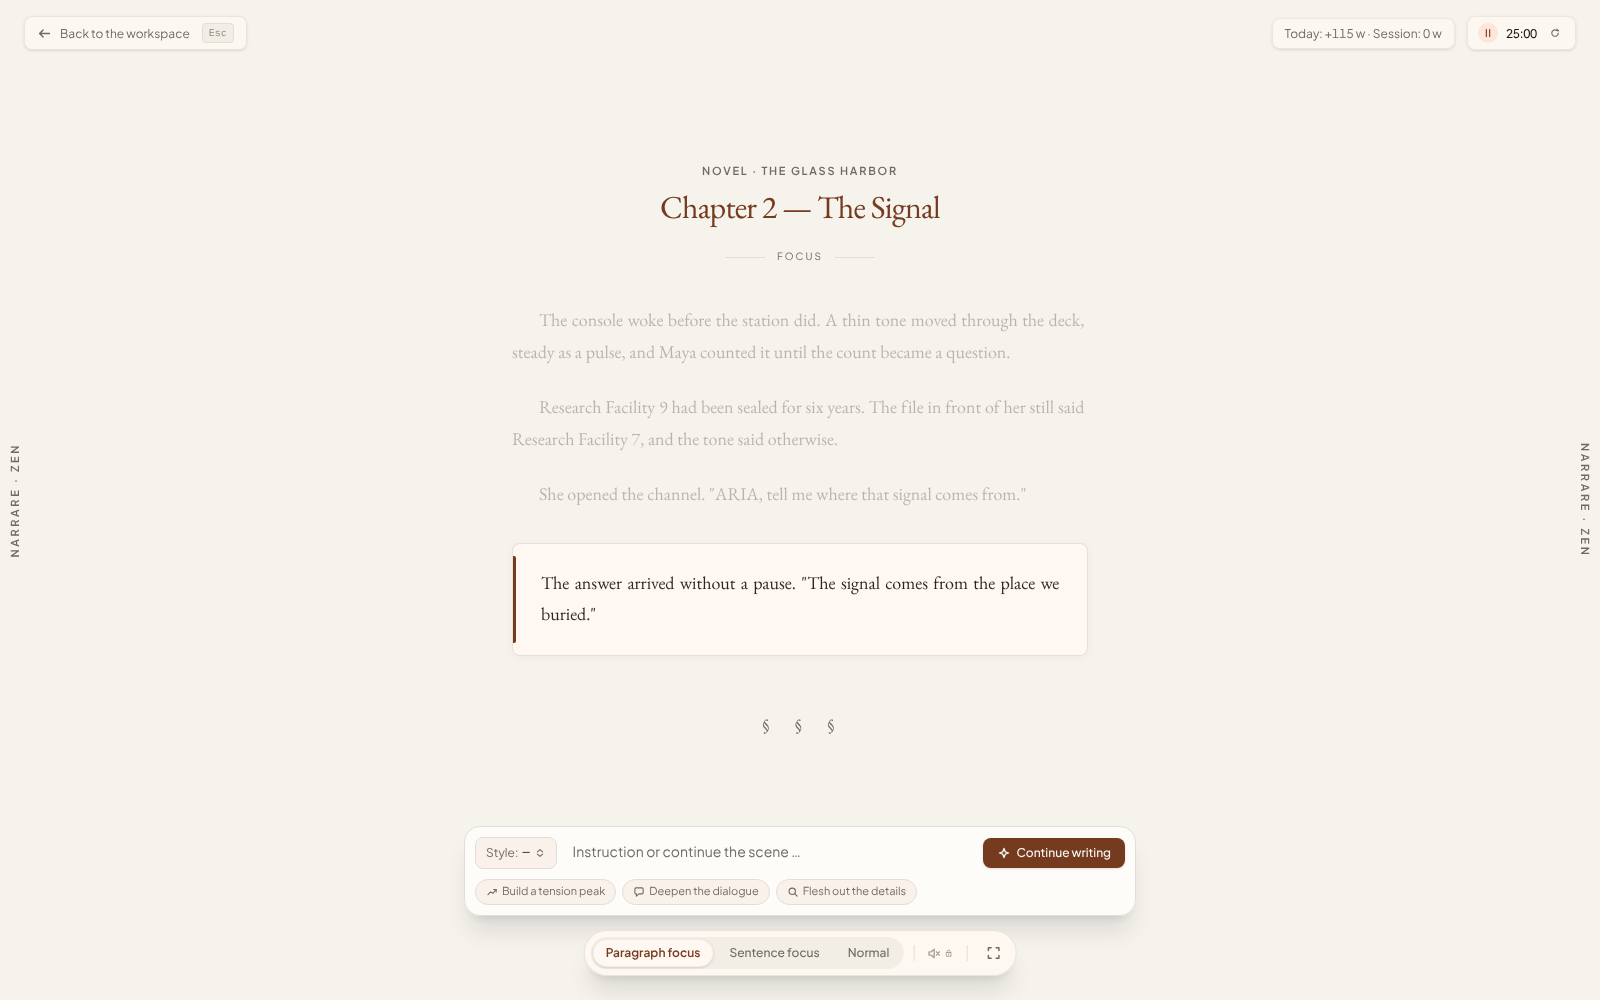 Back to the workspace Esc
Today: +115 w · Session: 0 w
25:00
NOVEL · THE GLASS HARBOR
Chapter 2 — The Signal
FOCUS
The console woke before the station did. A thin tone moved through the deck,
steady as a pulse, and Maya counted it until the count became a question.
Research Facility 9 had been sealed for six years. The file in front of her still said
Research Facility 7, and the tone said otherwise.
She opened the channel. "ARIA, tell me where that signal comes from."
The answer arrived without a pause. "The signal comes from the place we
buried."
§ § §
NARRARE · ZEN
NARRARE · ZEN
Style: – Instruction or continue the scene ... Continue writing
Build a tension peak Deepen the dialogue Flesh out the details
Paragraph focus Sentence focus Normal